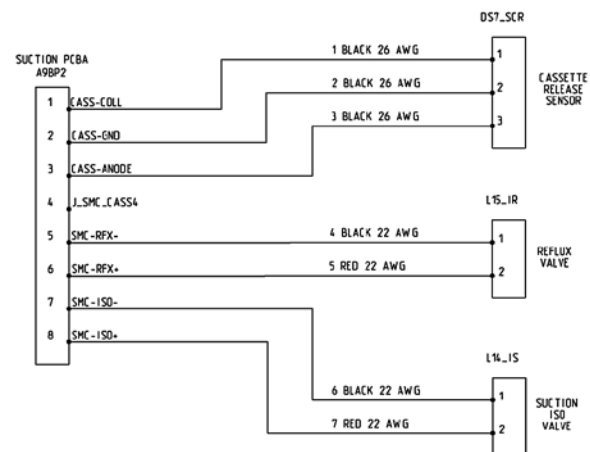 DS7_SCR
SUCTION PCBA
A9BP2
1 BLACK 26 AWG
1
CASSETTE
RELEASE
SENSOR
2 BLACK 26 AWG
2
3 BLACK 26 AWG
3
1 CASS-COLL
2 CASS-GND
3 CASS-ANODE
4 J_SMC_CASS4
5 SMC-RFX-
6 SMC-RFX+
7 SMC-ISO-
8 SMC-ISO+
L15_IR
4 BLACK 22 AWG
1
5 RED 22 AWG
2
REFLUX
VALVE
L14_IS
6 BLACK 22 AWG
1
7 RED 22 AWG
2
SUCTION
ISO
VALVE